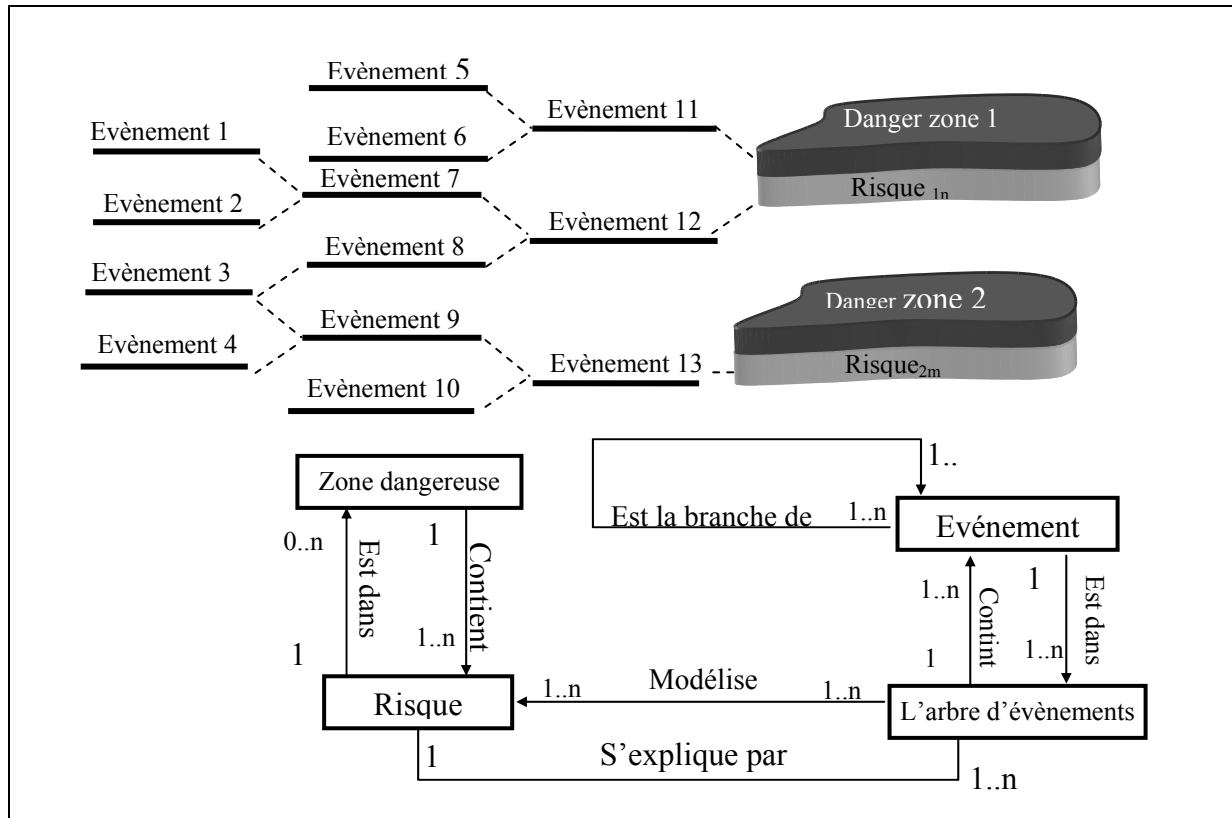 Evènement 5
Evènement 11
Danger zone 1
Evènement 1
Evènement 6
Evènement 7
Risque 1n
Evènement 2
Evènement 12
Evènement 8
Evènement 3
Danger zone 2
Evènement 9
Evènement 4
Evènement 13
Risque2m
Evènement 10
Zone dangereuse
1..
Est la branche de
1..n
Evénement
0..n
Est dans
1
Contient
1..n
1
1..n
Contint
1
1
Est dans
1..n
Risque
1..n
Modélise
1..n
L’arbre d’évènements
1
S’explique par
1..n